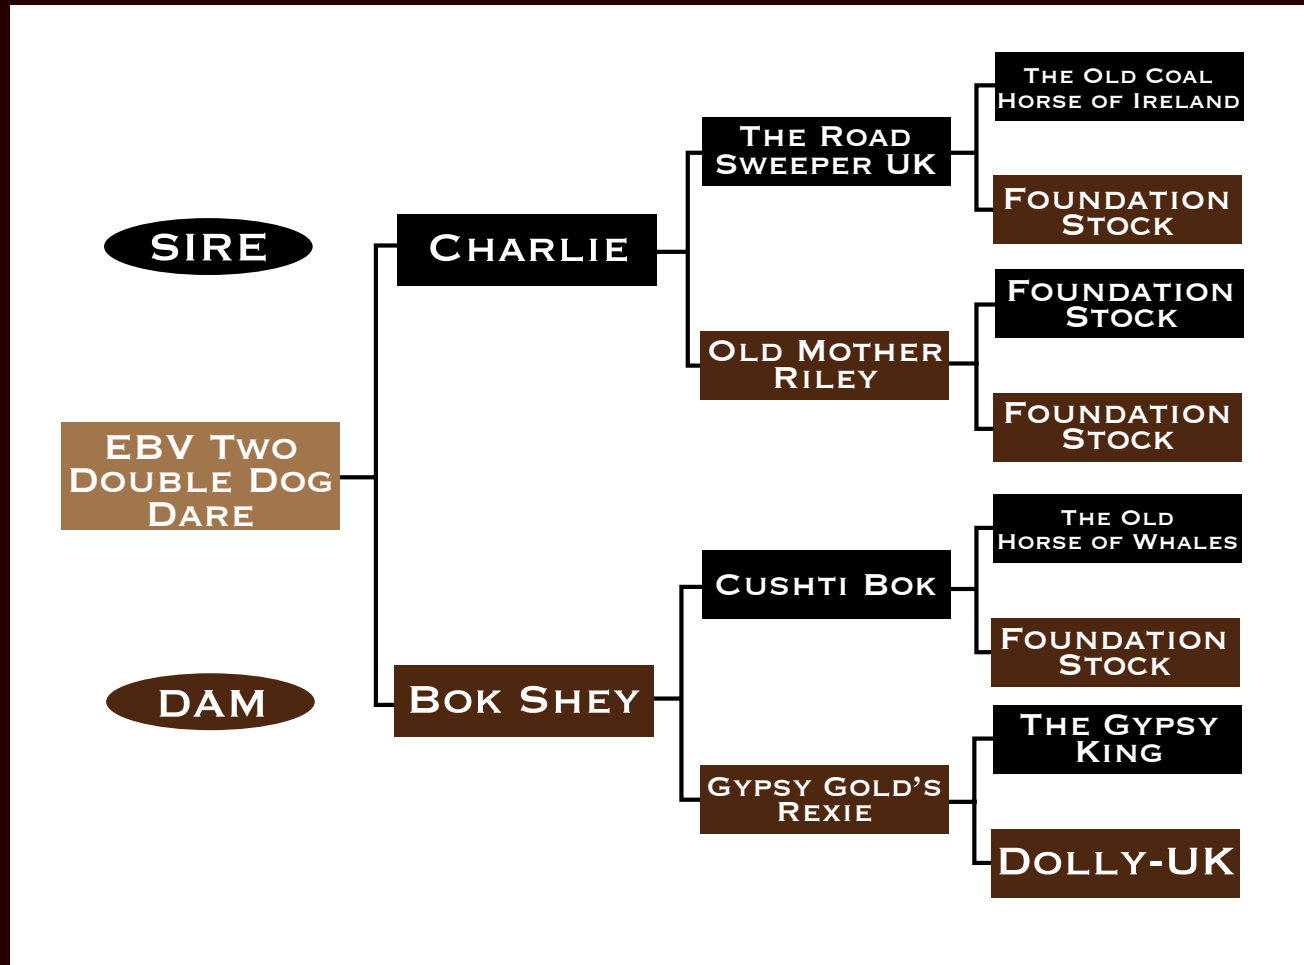 The Old Coal
Horse of Ireland
The Road
Sweeper UK
Foundation
Stock
SIRE
Charlie
Foundation
Stock
Old Mother
Riley
Foundation
Stock
EBV Two
Double Dog
Dare
The Old
Horse of Whales
Cushti Bok
Foundation
Stock
DAM
Bok Shey
The Gypsy
King
Gypsy Gold's
Rexie
Dolly-UK